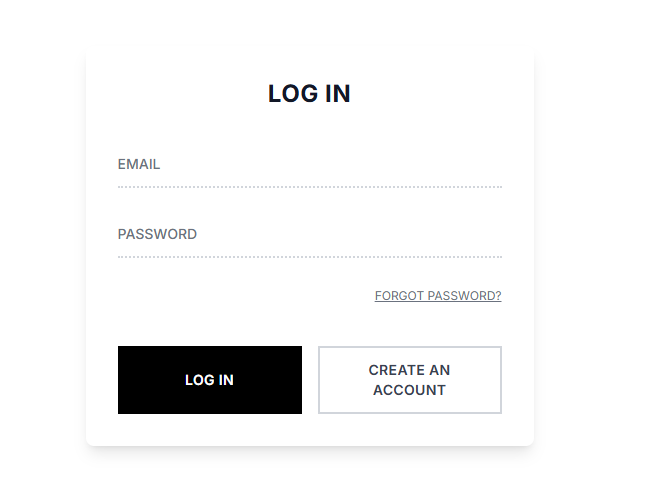 LOG IN
EMAIL
PASSWORD
FORGOT PASSWORD?
LOG IN
CREATE AN
ACCOUNT